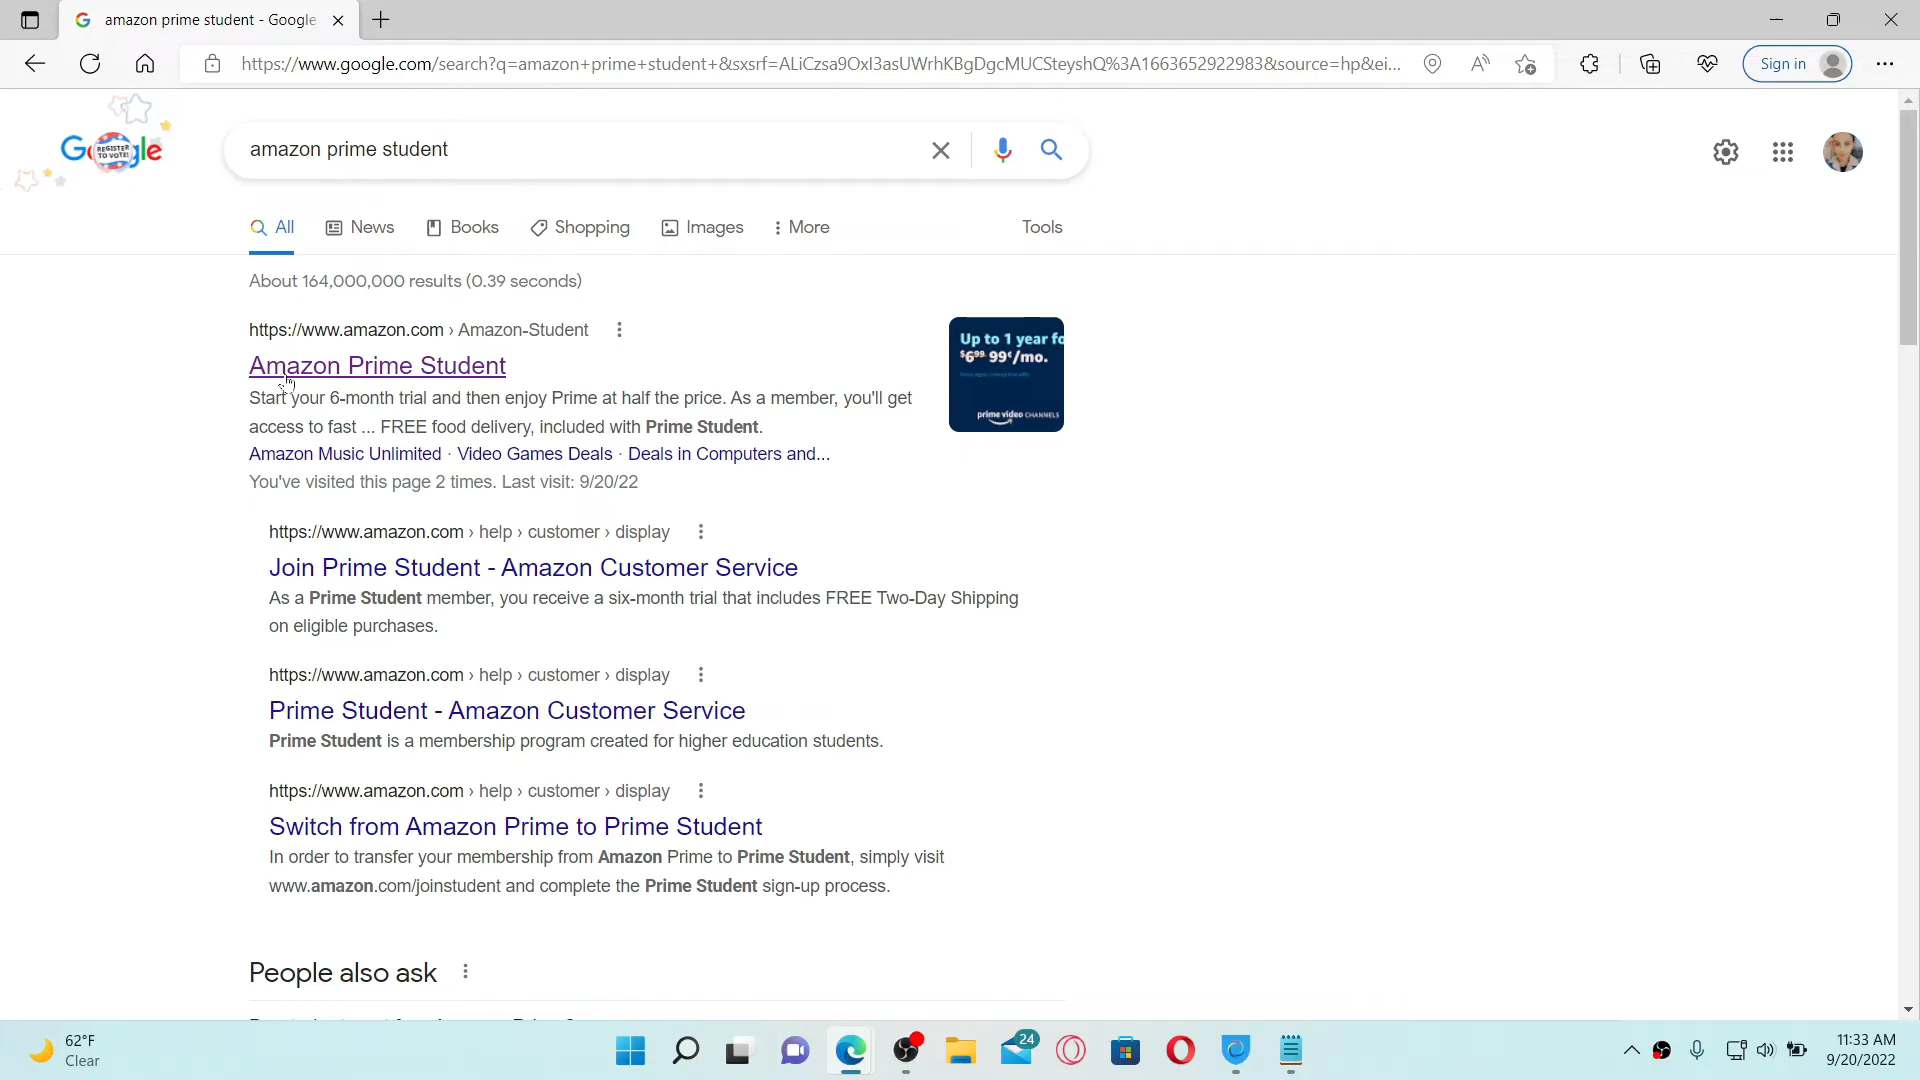 amazon prime student - Google
https://www.google.com/search?q=amazon+prime+student+&sxsrf=ALiCzsa9OxI3asUWrhKBgDgcMUCSteyshQ%3A1663652922983&source=hp&ei...
Sign in
Google
REGISTER
TO VOTE!
amazon prime student
All News Books Shopping Images More Tools
About 164,000,000 results (0.39 seconds)
https://www.amazon.com › Amazon-Student
Amazon Prime Student
Start your 6-month trial and then enjoy Prime at half the price. As a member, you'll get
access to fast ... FREE food delivery, included with Prime Student.
Amazon Music Unlimited · Video Games Deals · Deals in Computers and...
You've visited this page 2 times. Last visit: 9/20/22
Up to 1 year fo
$6⁹⁹ 99¢/mo.
prime video CHANNELS
https://www.amazon.com › help › customer › display
Join Prime Student - Amazon Customer Service
As a Prime Student member, you receive a six-month trial that includes FREE Two-Day Shipping
on eligible purchases.
https://www.amazon.com › help › customer › display
Prime Student - Amazon Customer Service
Prime Student is a membership program created for higher education students.
https://www.amazon.com › help › customer › display
Switch from Amazon Prime to Prime Student
In order to transfer your membership from Amazon Prime to Prime Student, simply visit
www.amazon.com/joinstudent and complete the Prime Student sign-up process.
People also ask
62°F
Clear
24
11:33 AM
9/20/2022